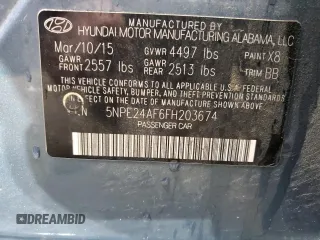 MANUFACTURED BY
HYUNDAI MOTOR MANUFACTURING ALABAMA, LLC
Mar/10/15 GVWR 4497 lbs PAINT X8
GAWR FRONT 2557 lbs GAWR REAR 2513 lbs TRIM BB
THIS VEHICLE CONFORMS TO ALL APPLICABLE U.S.A FEDERAL
MOTOR VEHICLE SAFETY, BUMPER, AND THEFT PREVENTION
STANDARDS IN EFFECT ON THE DATE OF MANUFACTURE SHOWN
5NPE24AF6FH203674
PASSENGER CAR
DREAMBID